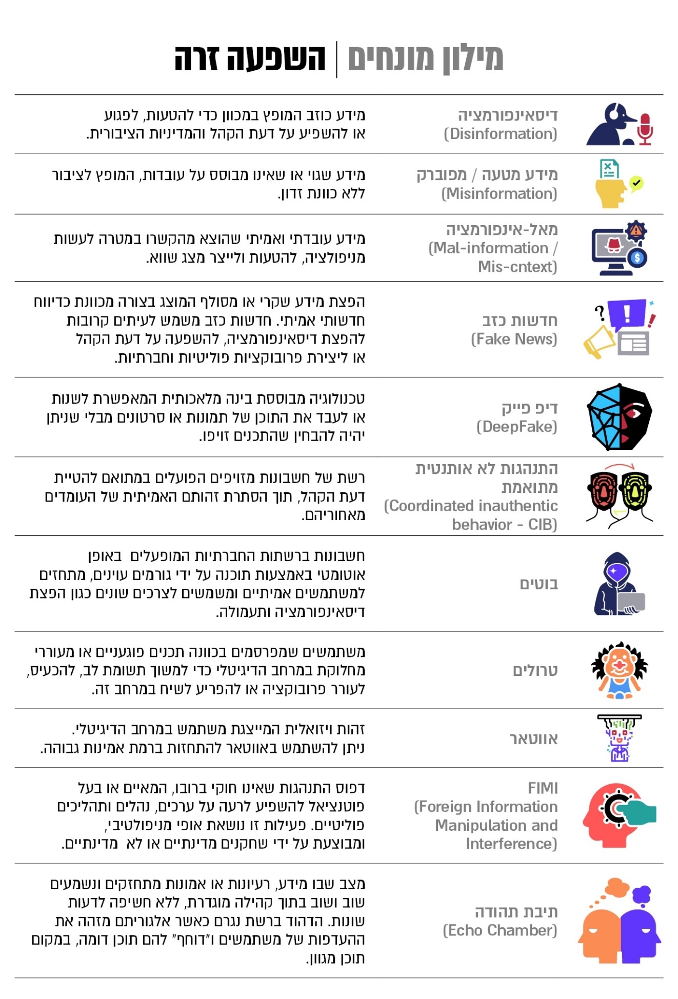 מילון מונחים | השפעה זרה
דיסאינפורמציה
(Disinformation)
מידע כוזב המופץ במכוון כדי להטעות, לפגוע
או להשפיע על דעת הקהל והמדיניות הציבורית.
מידע מטעה / מפוברק
(Misinformation)
מידע שגוי או שאינו מבוסס על עובדות, המופץ לציבור
ללא כוונת זדון.
מאל-אינפורמציה
(Mal-information /
Mis-cntext)
מידע עובדתי ואמיתי שהוצא מהקשרו במטרה לעשות
מניפולציה, להטעות ולייצר מצג שווא.
חדשות כזב
(Fake News)
הפצת מידע שקרי או מסולף המוצג בצורה מכוונת כדיווח
חדשותי אמיתי. חדשות כזב משמש לעיתים קרובות
להפצת דיסאינפורמציה, להשפעה על דעת הקהל
או ליצירת פרובוקציות פוליטיות וחברתיות.
דיפ פייק
(DeepFake)
טכנולוגיה מבוססת בינה מלאכותית המאפשרת לשנות
או לעבד את התוכן של תמונות או סרטונים מבלי שניתן
יהיה להבחין שהתכנים זויפו.
התנהגות לא אותנטית
מתואמת
(Coordinated inauthentic
behavior - CIB)
רשת של חשבונות מזויפים הפועלים במתואם להטיית
דעת הקהל, תוך הסתרת זהותם האמיתית של העומדים
מאחוריהם.
בוטים
חשבונות ברשתות החברתיות המופעלים באופן
אוטומטי באמצעות תוכנה על ידי גורמים עוינים, מתחזים
למשתמשים אמיתיים ומשמשים לצרכים שונים כגון הפצת
דיסאינפורמציה ותעמולה.
טרולים
משתמשים שמפרסמים בכוונה תכנים פוגעניים או מעוררי
מחלוקת במרחב הדיגיטלי כדי למשוך תשומת לב, להכעיס,
לעורר פרובוקציה או להפריע לשיח במרחב זה.
אווטאר
זהות ויזואלית המייצגת משתמש במרחב הדיגיטלי.
ניתן להשתמש באווטאר להתחזות ברמת אמינות גבוהה.
FIMI
(Foreign Information
Manipulation and
Interference)
דפוס התנהגות שאינו חוקי ברובו, המאיים או בעל
פוטנציאל להשפיע לרעה על ערכים, נהלים ותהליכים
פוליטיים. פעילות זו נושאת אופי מניפולטיבי,
ומבוצעת על ידי שחקנים מדינתיים או לא מדינתיים.
תיבת תהודה
(Echo Chamber)
מצב שבו מידע, רעיונות או אמונות מתחזקים ונשמעים
שוב ושוב בתוך קהילה מוגדרת, ללא חשיפה לדעות
שונות. הדהוד ברשת נגרם כאשר אלגוריתם מזהה את
ההעדפות של משתמשים ו"דוחף" להם תוכן דומה, במקום
תוכן מגוון.